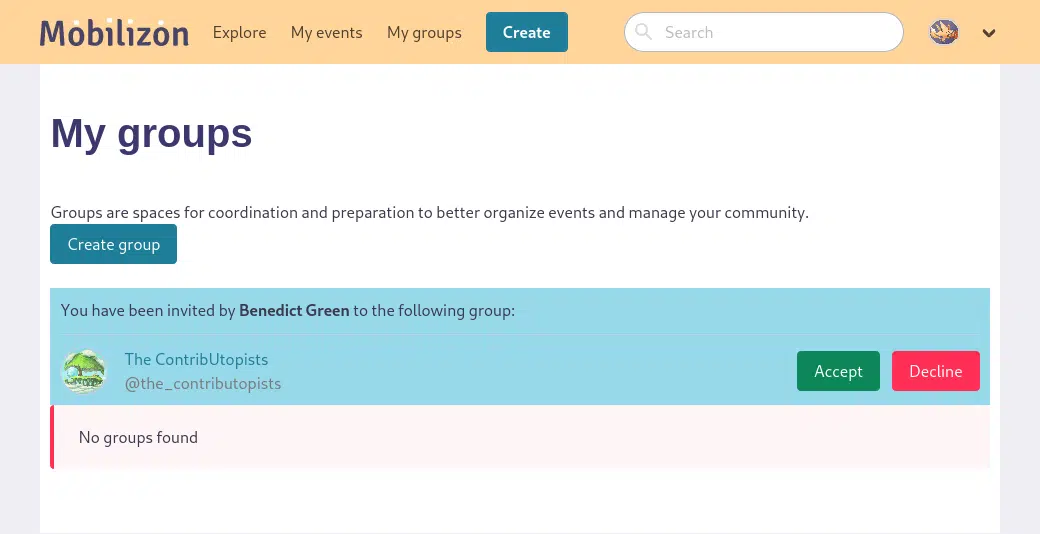 Mobilizon Explore My events My groups Create Search
My groups
Groups are spaces for coordination and preparation to better organize events and manage your community.
Create group
You have been invited by Benedict Green to the following group:
The ContribUtopists
@the_contributopists
Accept Decline
No groups found